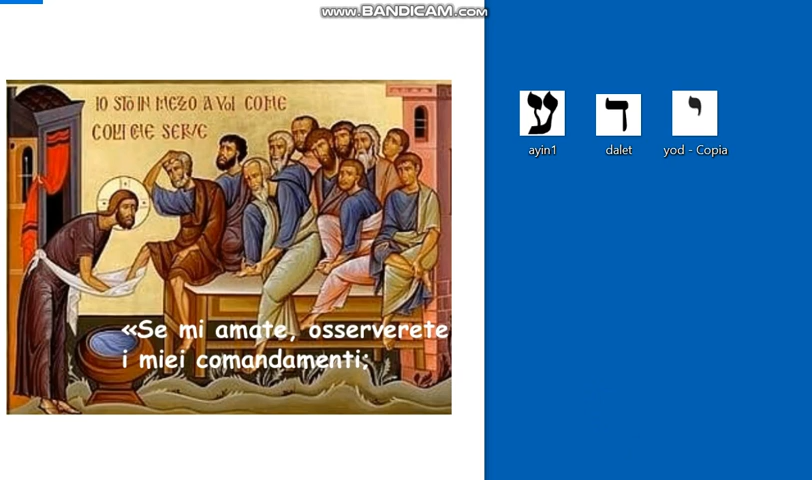 www.BANDICAM.com
IO STO IN MEZZO A VOI COME
COLUI CHE SERVE
«Se mi amate, osserverete
i miei comandamenti;
ע ד י
ayin1 dalet yod - Copia